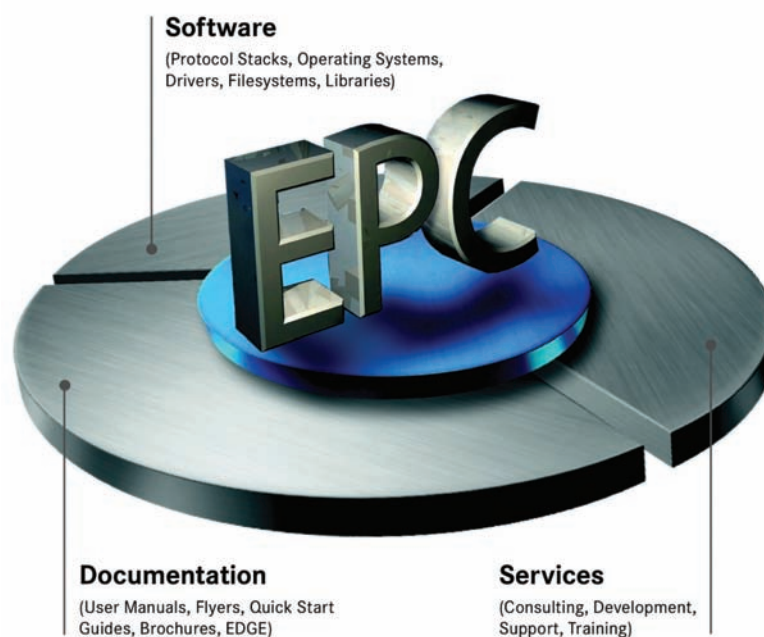 Software
(Protocol Stacks, Operating Systems,
Drivers, Filesystems, Libraries)
EPC
Documentation
(User Manuals, Flyers, Quick Start
Guides, Brochures, EDGE)
Services
(Consulting, Development,
Support, Training)